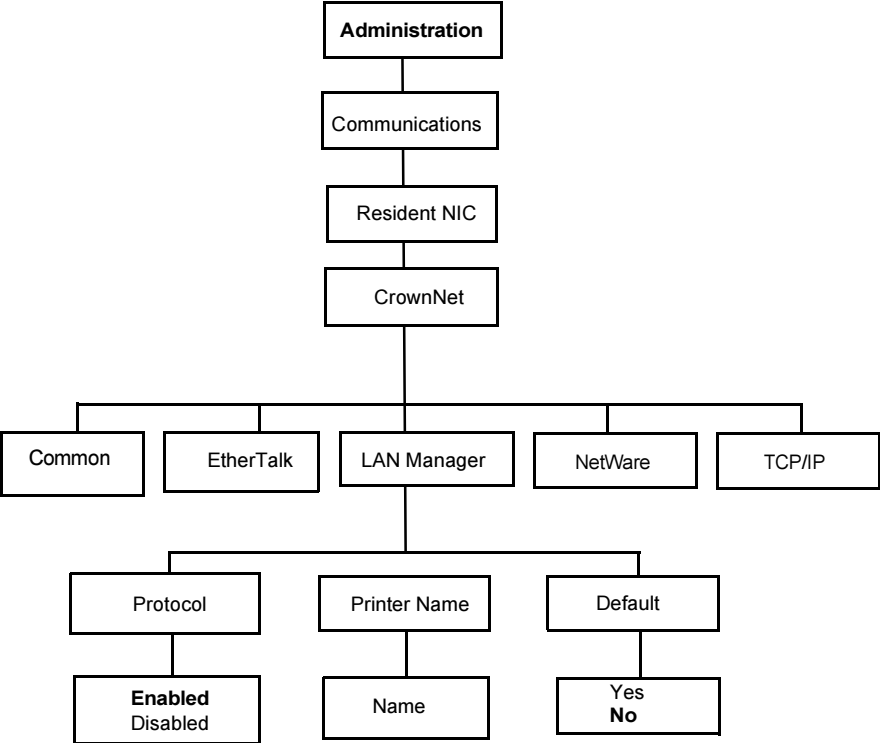 Administration
Communications
Resident NIC
CrownNet
Common
EtherTalk
LAN Manager
NetWare
TCP/IP
Protocol
Printer Name
Default
Enabled
Disabled
Name
Yes
No